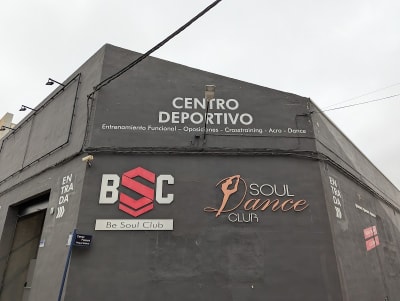 CENTRO
DEPORTIVO
Entrenamiento Funcional - Oposiciones - Crosstraining - Acro - Dance
BSC
Be Soul Club
SOUL
Dance
CLUB
ENTRADA
ENTRADA